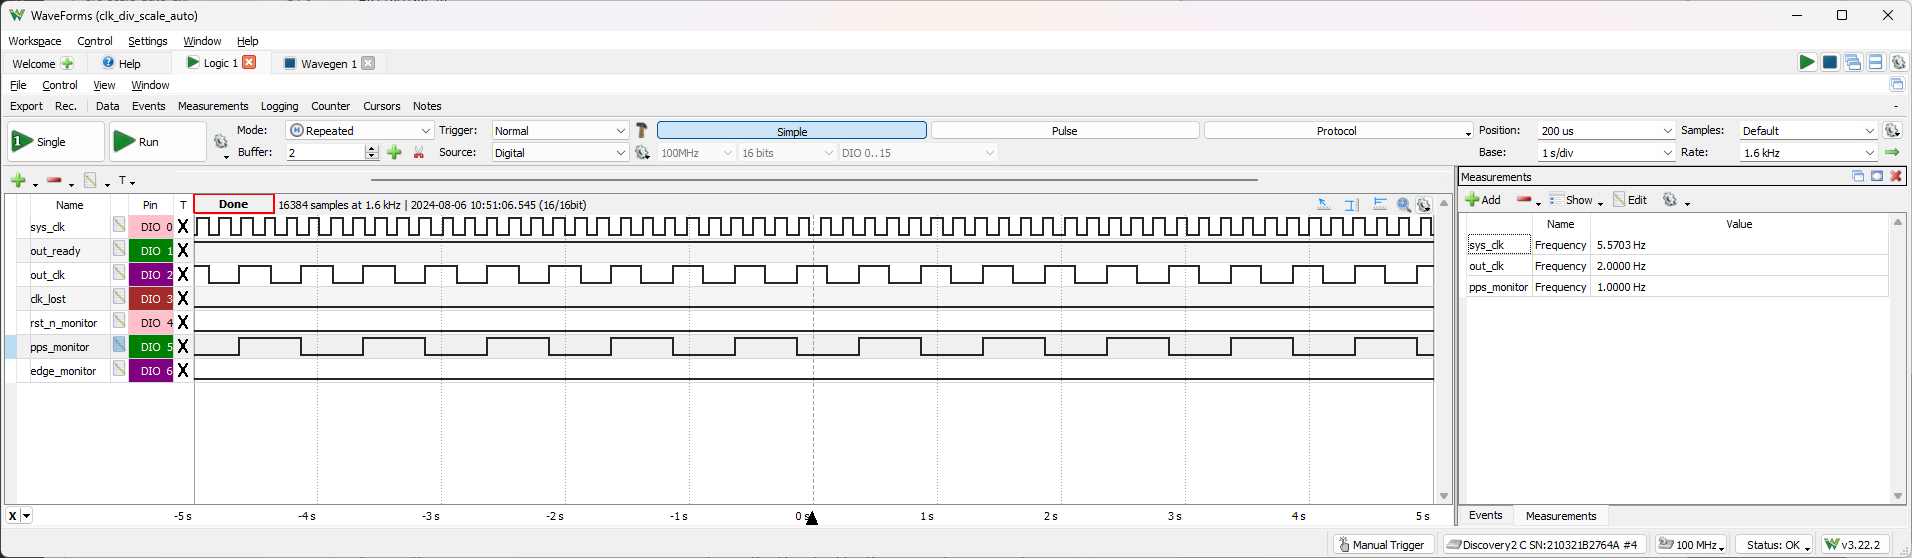 WaveForms (clk_div_scale_auto)
Workspace Control Settings Window Help
Welcome Help Logic 1 Wavegen 1
File Control View Window
Export Rec. Data Events Measurements Logging Counter Cursors Notes
1 Single Run Mode: Repeated Trigger: Normal Simple Pulse Protocol Position: 200 us Samples: Default
Buffer: 2 Source: Digital 100MHz 16 bits DIO 0..15 Base: 1 s/div Rate: 1.6 kHz
T
Name Pin T Done 16384 samples at 1.6 kHz | 2024-08-06 10:51:06.545 (16/16bit)
sys_clk DIO 0 X
out_ready DIO 1 X
out_clk DIO 2 X
clk_lost DIO 3 X
rst_n_monitor DIO 4 X
pps_monitor DIO 5 X
edge_monitor DIO 6 X
X -5 s -4 s -3 s -2 s -1 s 0 s 1 s 2 s 3 s 4 s 5 s
Measurements
Add Show Edit
Name Value
sys_clk Frequency 5.5703 Hz
out_clk Frequency 2.0000 Hz
pps_monitor Frequency 1.0000 Hz
Events Measurements
Manual Trigger Discovery2 C SN:210321B2764A #4 100 MHz Status: OK v3.22.2